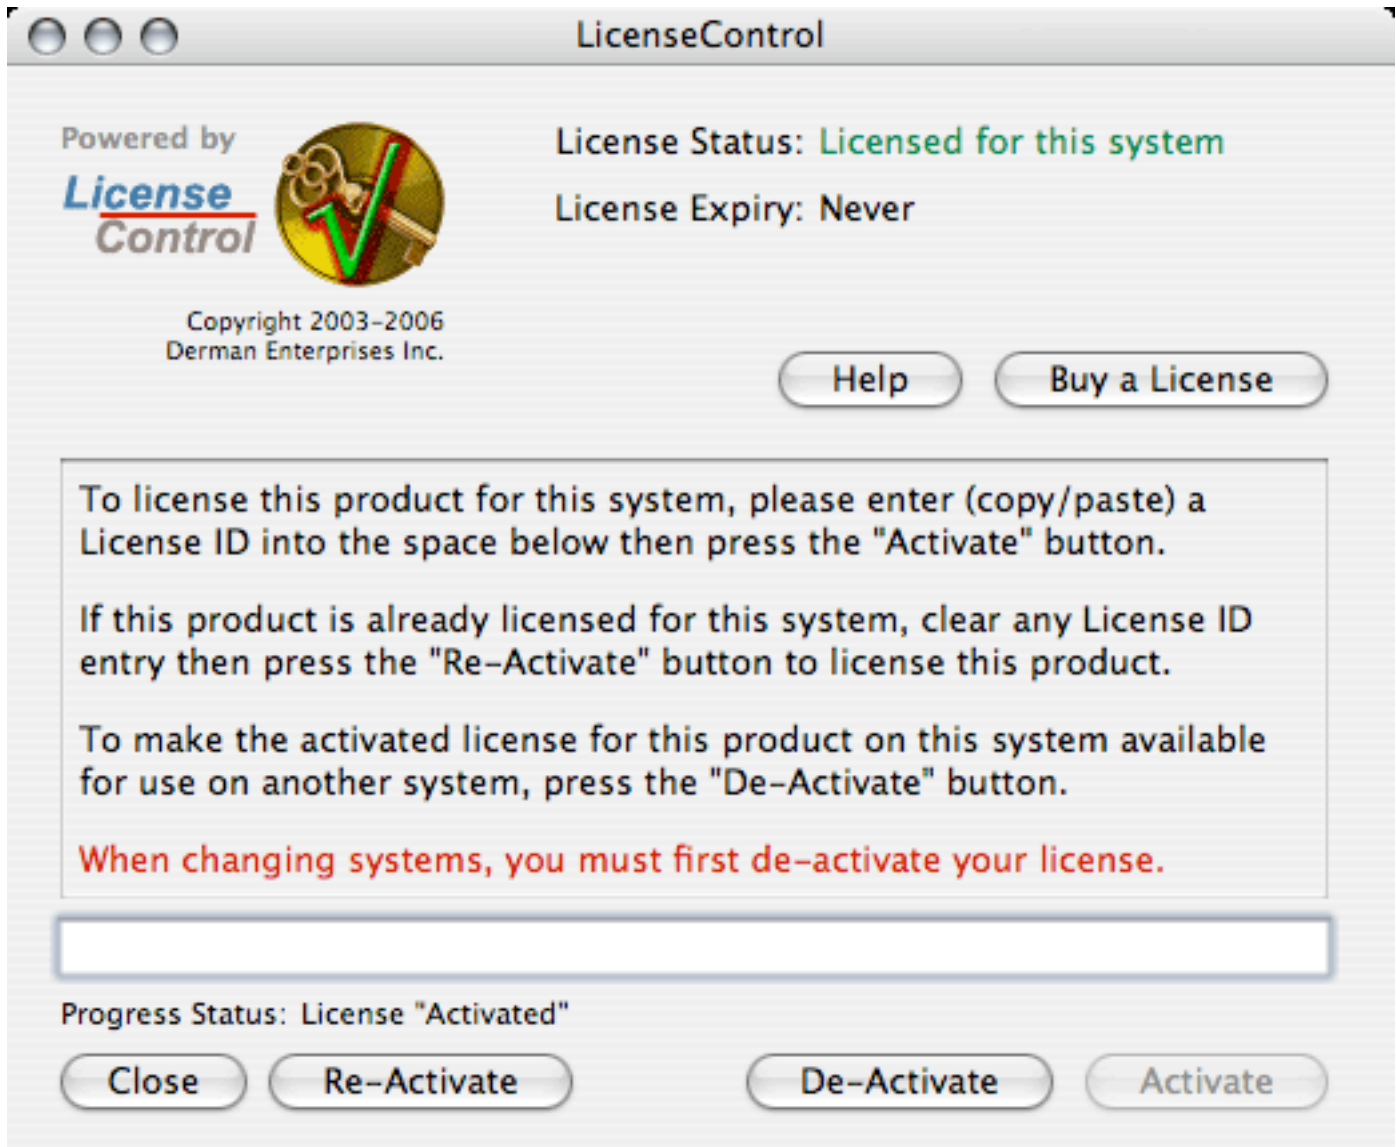 LicenseControl
Powered by
License
Control
Copyright 2003-2006
Derman Enterprises Inc.
License Status: Licensed for this system
License Expiry: Never
Help
Buy a License
To license this product for this system, please enter (copy/paste) a
License ID into the space below then press the "Activate" button.
If this product is already licensed for this system, clear any License ID
entry then press the "Re-Activate" button to license this product.
To make the activated license for this product on this system available
for use on another system, press the "De-Activate" button.
When changing systems, you must first de-activate your license.
Progress Status: License "Activated"
Close
Re-Activate
De-Activate
Activate